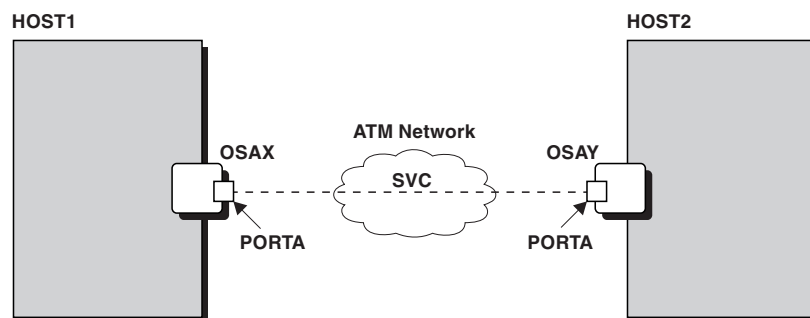 HOST1
HOST2
ATM Network
OSAX
OSAY
SVC
PORTA
PORTA